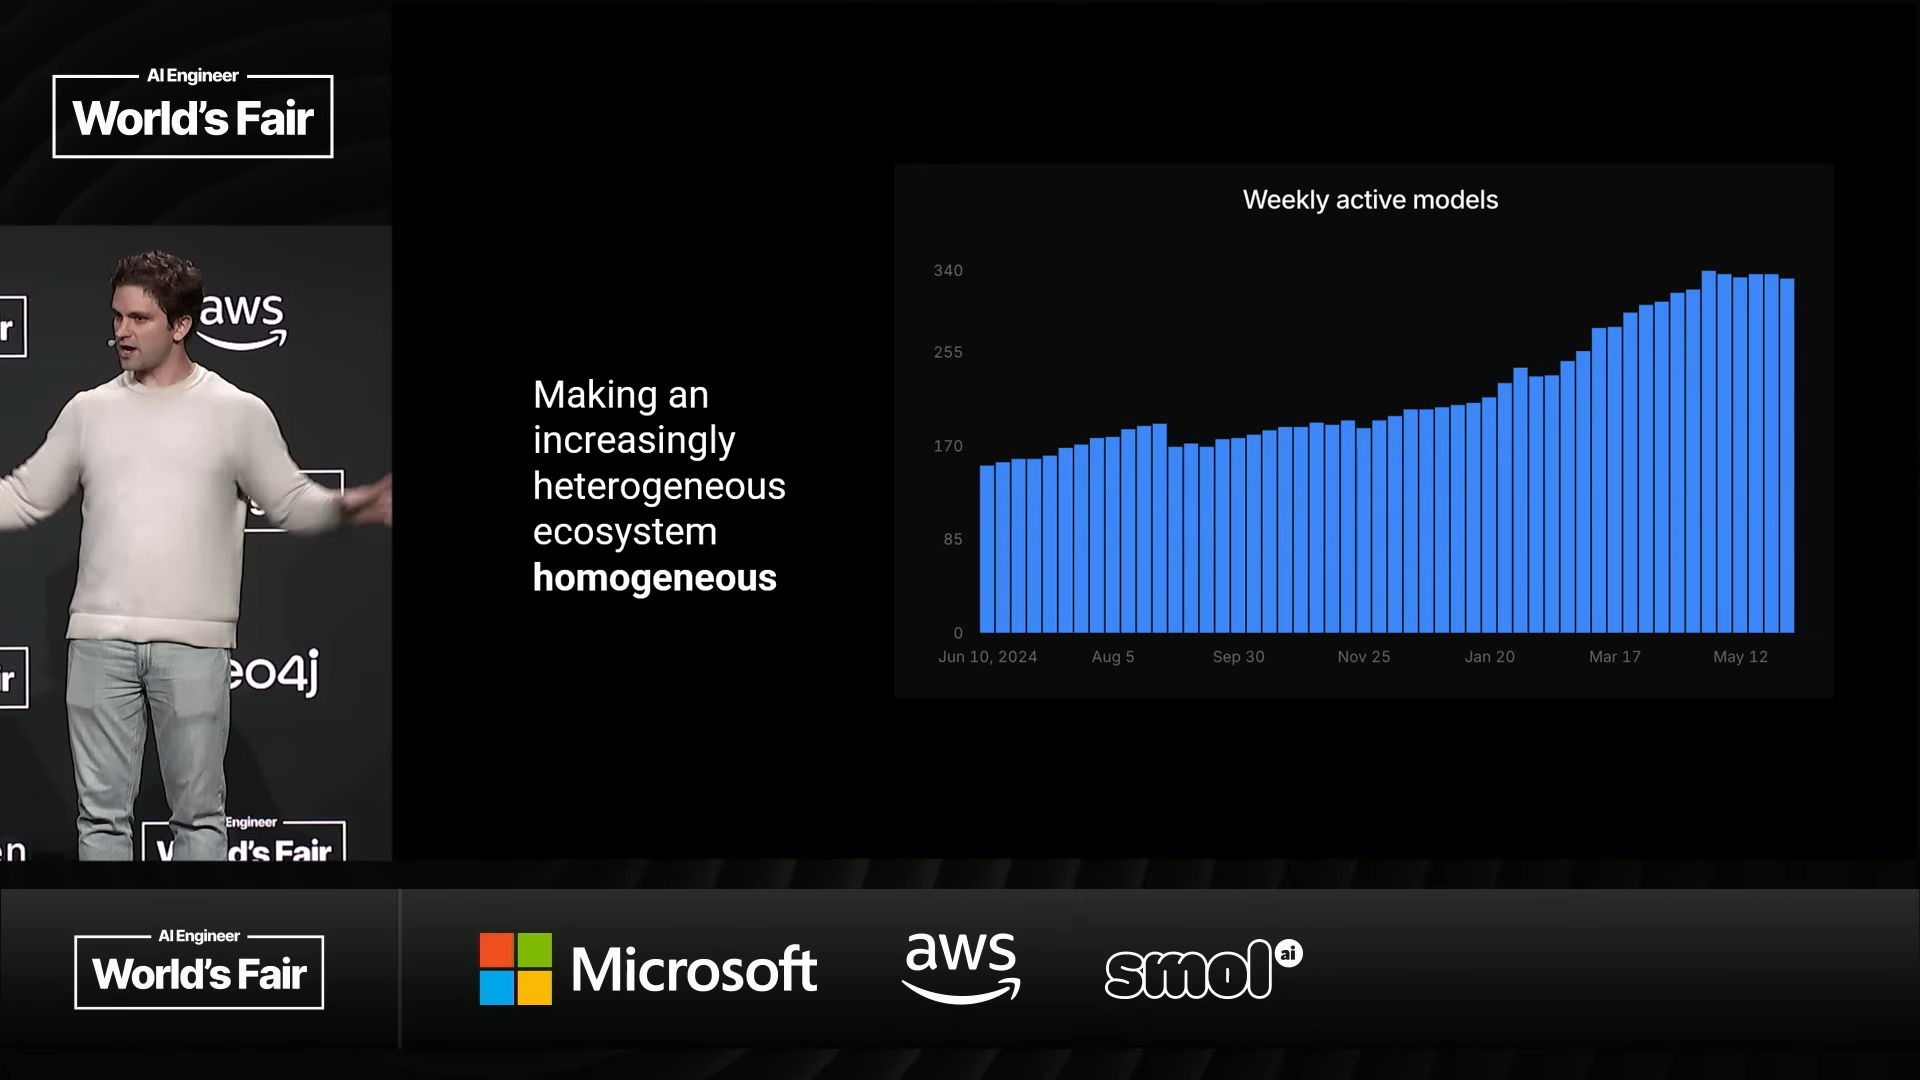 AI Engineer
World's Fair
r
aws
r
eo4j
Engineer
d's Fair
en
Making an
increasingly
heterogeneous
ecosystem
homogeneous
Weekly active models
340
255
170
85
0
Jun 10, 2024
Aug 5
Sep 30
Nov 25
Jan 20
Mar 17
May 12
AI Engineer
World's Fair
Microsoft
aws
smol ai